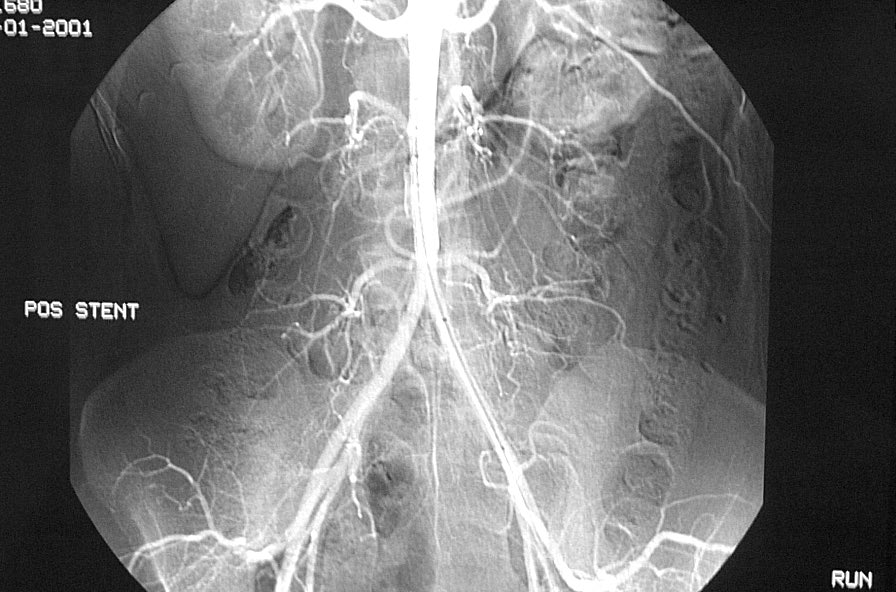 .680
-01-2001
POS STENT
RUN